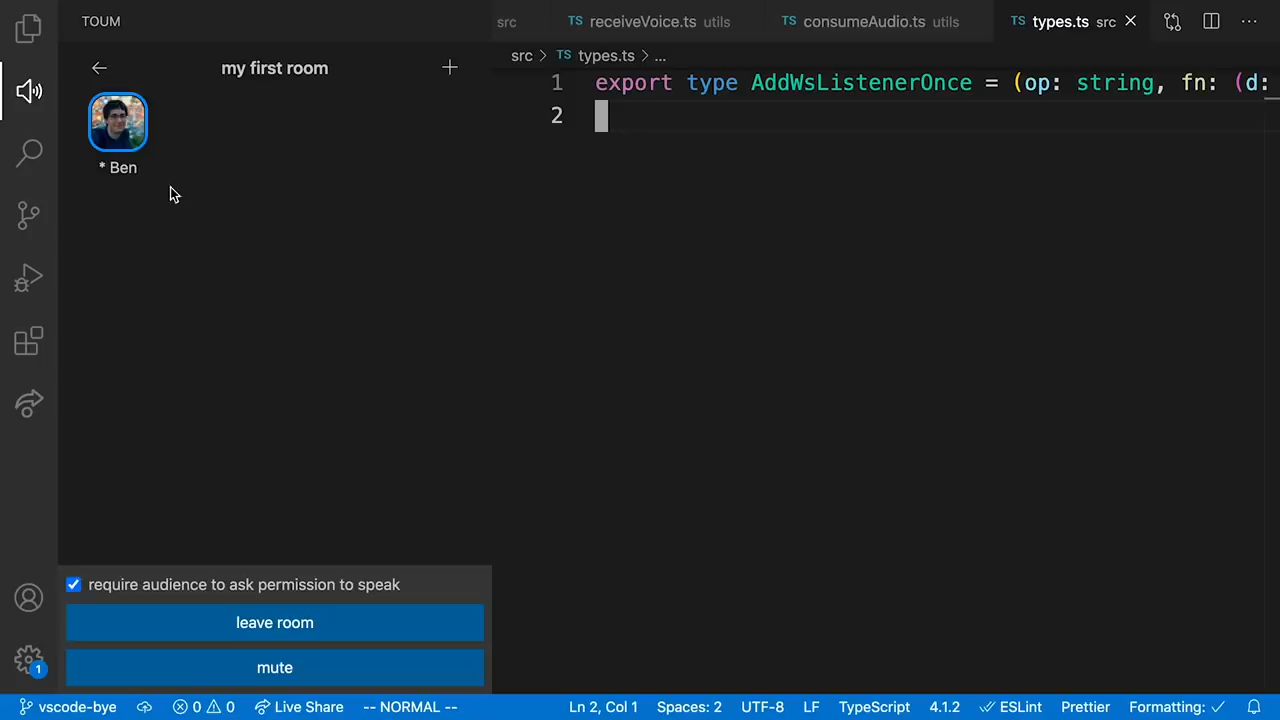 TOUM
src
TS receiveVoice.ts utils
TS consumeAudio.ts utils
TS types.ts src
my first room
src > TS types.ts > ...
1 export type AddWsListenerOnce = (op: string, fn: (d:
2
* Ben
require audience to ask permission to speak
leave room
mute
1
vscode-bye
0 0
Live Share
-- NORMAL --
Ln 2, Col 1
Spaces: 2
UTF-8
LF
TypeScript
4.1.2
ESLint
Prettier
Formatting: ✓